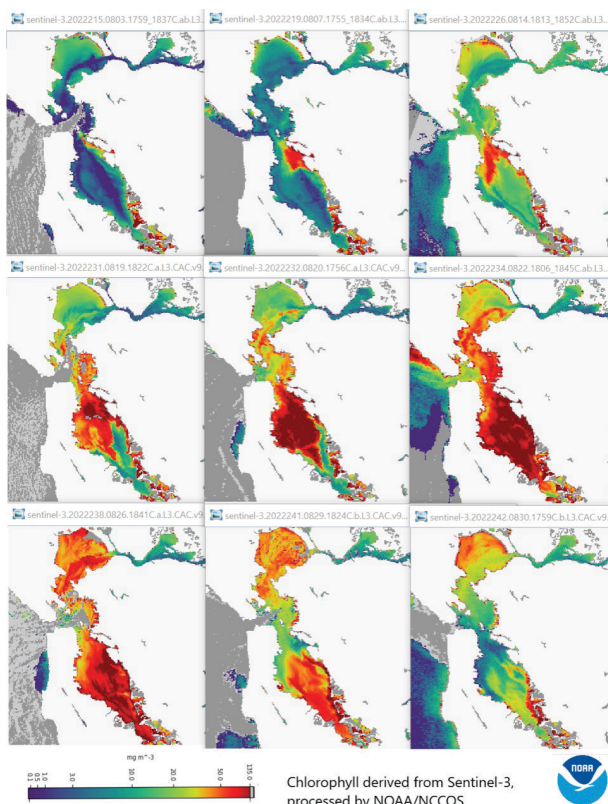 sentinel-3.2022215.0803.1759_1837C.ab.L3....
sentinel-3.2022219.0807.1755_1834C.ab.L3....
sentinel-3.2022226.0814.1813_1852C.ab.L3....
sentinel-3.2022231.0819.1822C.a.L3.CAC.v9...
sentinel-3.2022232.0820.1756C.a.L3.CAC.v9...
sentinel-3.2022234.0822.1806_1845C.ab.L3....
sentinel-3.2022238.0826.1841C.a.L3.CAC.v9...
sentinel-3.2022241.0829.1824C.b.L3.CAC.v9...
sentinel-3.2022242.0830.1759C.b.L3.CAC.v9...
mg m^-3
0.1 0.5 1.0 3.0 10.0 20.0 50.0 135.0
Chlorophyll derived from Sentinel-3,
processed by NOAA/NCCOS
NOAA